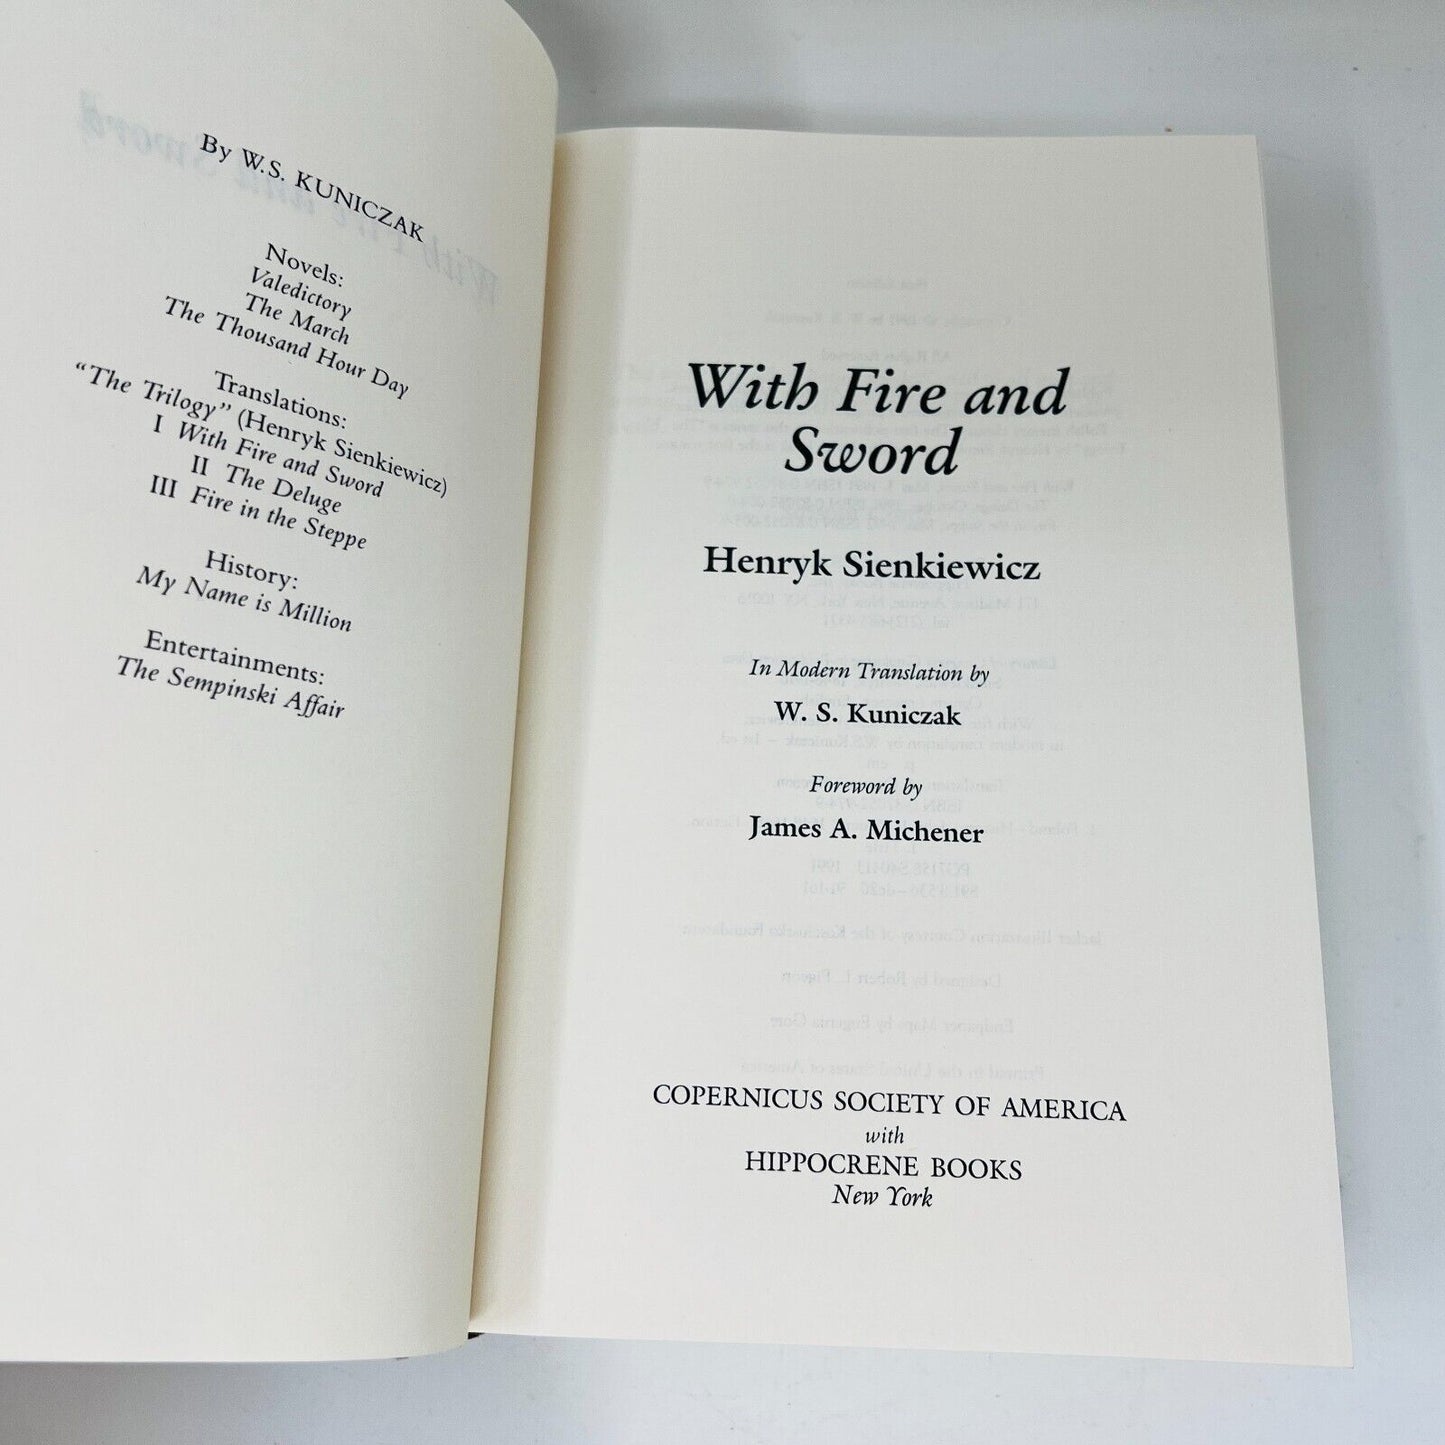 By W.S. KUNICZAK
Novels:
Valedictory
The March
The Thousand Hour Day
Translations:
"The Trilogy" (Henryk Sienkiewicz)
I With Fire and Sword
II The Deluge
III Fire in the Steppe
History:
My Name is Million
Entertainments:
The Sempinski Affair
With Fire and
Sword
Henryk Sienkiewicz
In Modern Translation by
W. S. Kuniczak
Foreword by
James A. Michener
COPERNICUS SOCIETY OF AMERICA
with
HIPPOCRENE BOOKS
New York